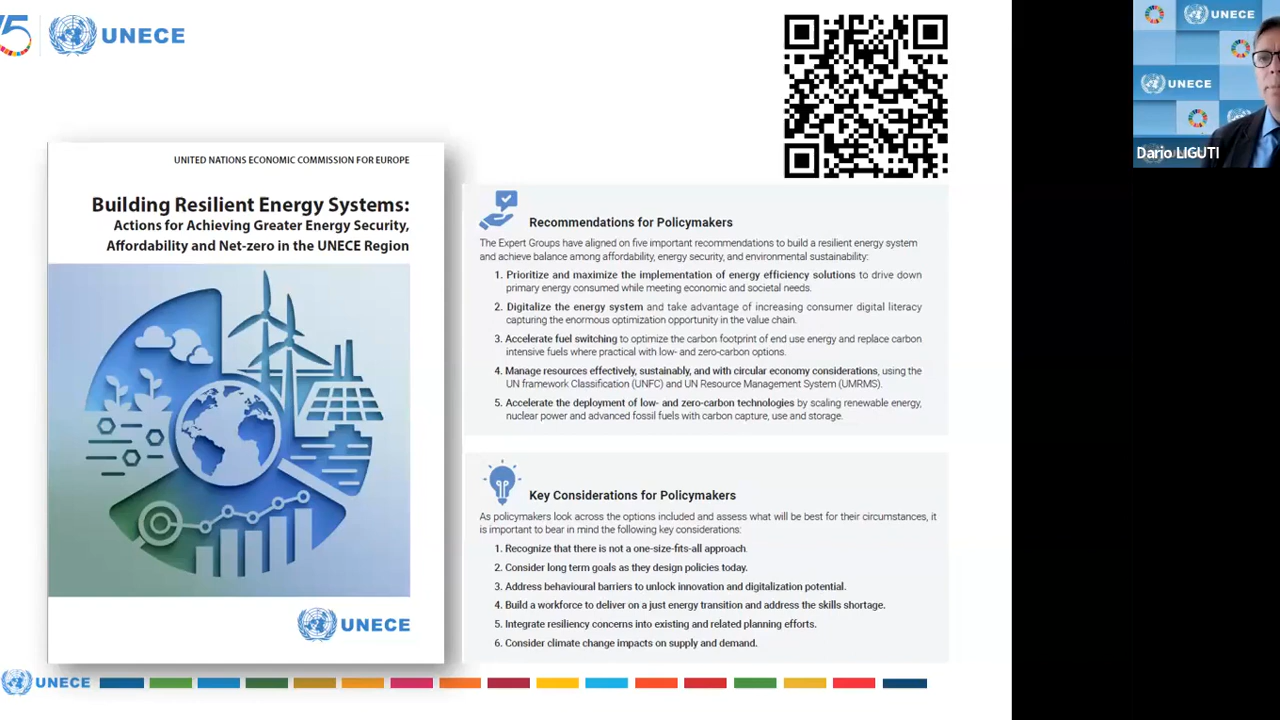 75
UNECE
UNITED NATIONS ECONOMIC COMMISSION FOR EUROPE
Building Resilient Energy Systems:
Actions for Achieving Greater Energy Security,
Affordability and Net-zero in the UNECE Region
UNECE
Recommendations for Policymakers
The Expert Groups have aligned on five important recommendations to build a resilient energy system
and achieve balance among affordability, energy security, and environmental sustainability:
1. Prioritize and maximize the implementation of energy efficiency solutions to drive down
primary energy consumed while meeting economic and societal needs.
2. Digitalize the energy system and take advantage of increasing consumer digital literacy
capturing the enormous optimization opportunity in the value chain.
3. Accelerate fuel switching to optimize the carbon footprint of end use energy and replace carbon
intensive fuels where practical with low- and zero-carbon options.
4. Manage resources effectively, sustainably, and with circular economy considerations, using the
UN framework Classification (UNFC) and UN Resource Management System (UMRMS).
5. Accelerate the deployment of low- and zero-carbon technologies by scaling renewable energy,
nuclear power and advanced fossil fuels with carbon capture, use and storage.
Key Considerations for Policymakers
As policymakers look across the options included and assess what will be best for their circumstances, it
is important to bear in mind the following key considerations:
1. Recognize that there is not a one-size-fits-all approach.
2. Consider long term goals as they design policies today.
3. Address behavioural barriers to unlock innovation and digitalization potential.
4. Build a workforce to deliver on a just energy transition and address the skills shortage.
5. Integrate resiliency concerns into existing and related planning efforts.
6. Consider climate change impacts on supply and demand.
UNECE
UNECE
UNECE
Dario LIGUTI